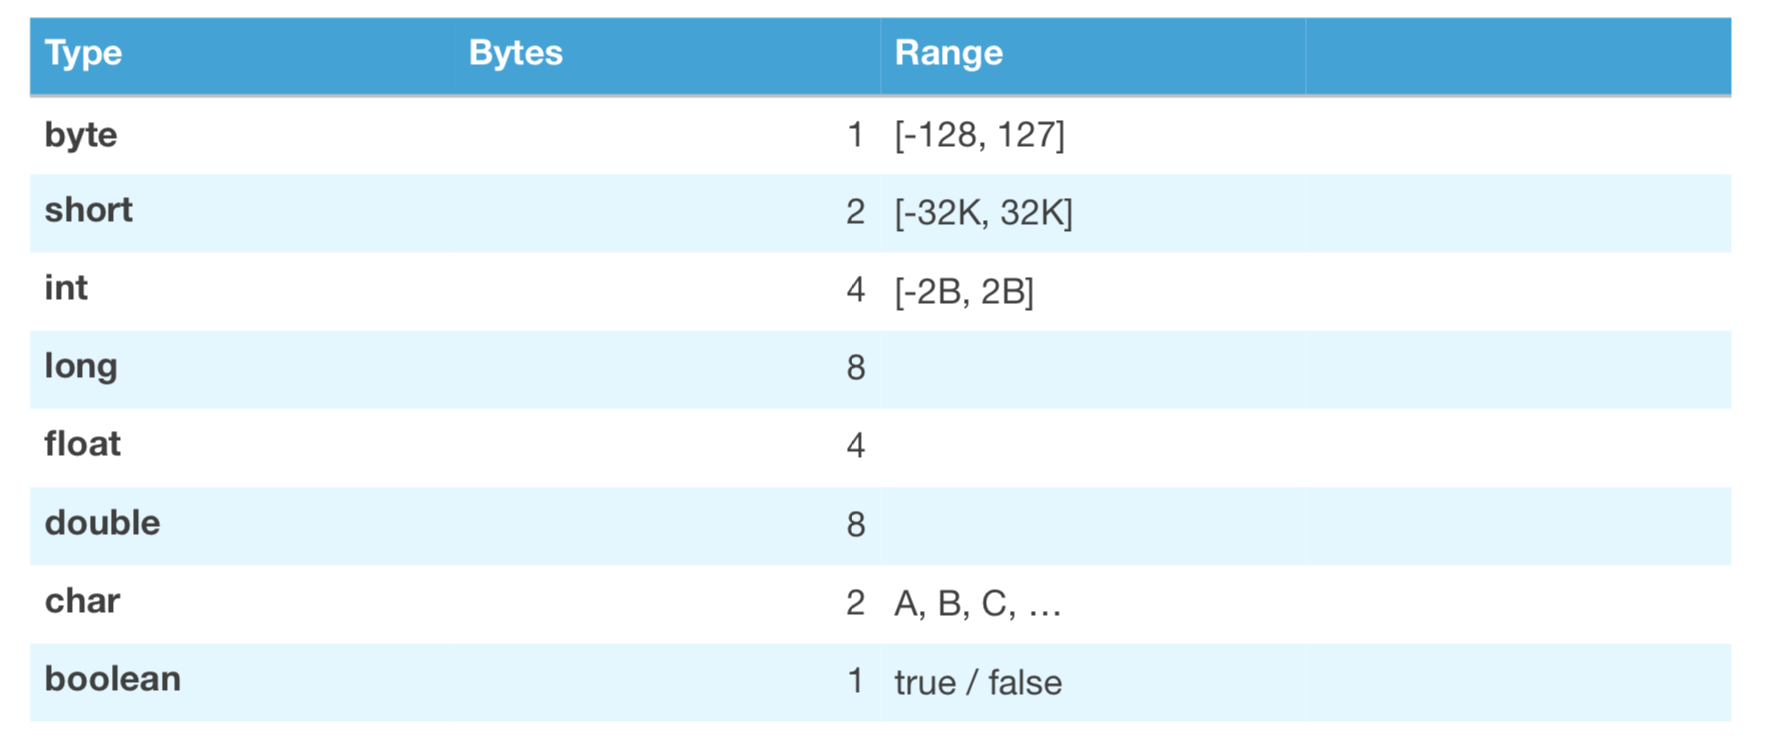 Type Bytes Range
byte 1 [-128, 127]
short 2 [-32K, 32K]
int 4 [-2B, 2B]
long 8
float 4
double 8
char 2 A, B, C, …
boolean 1 true / false